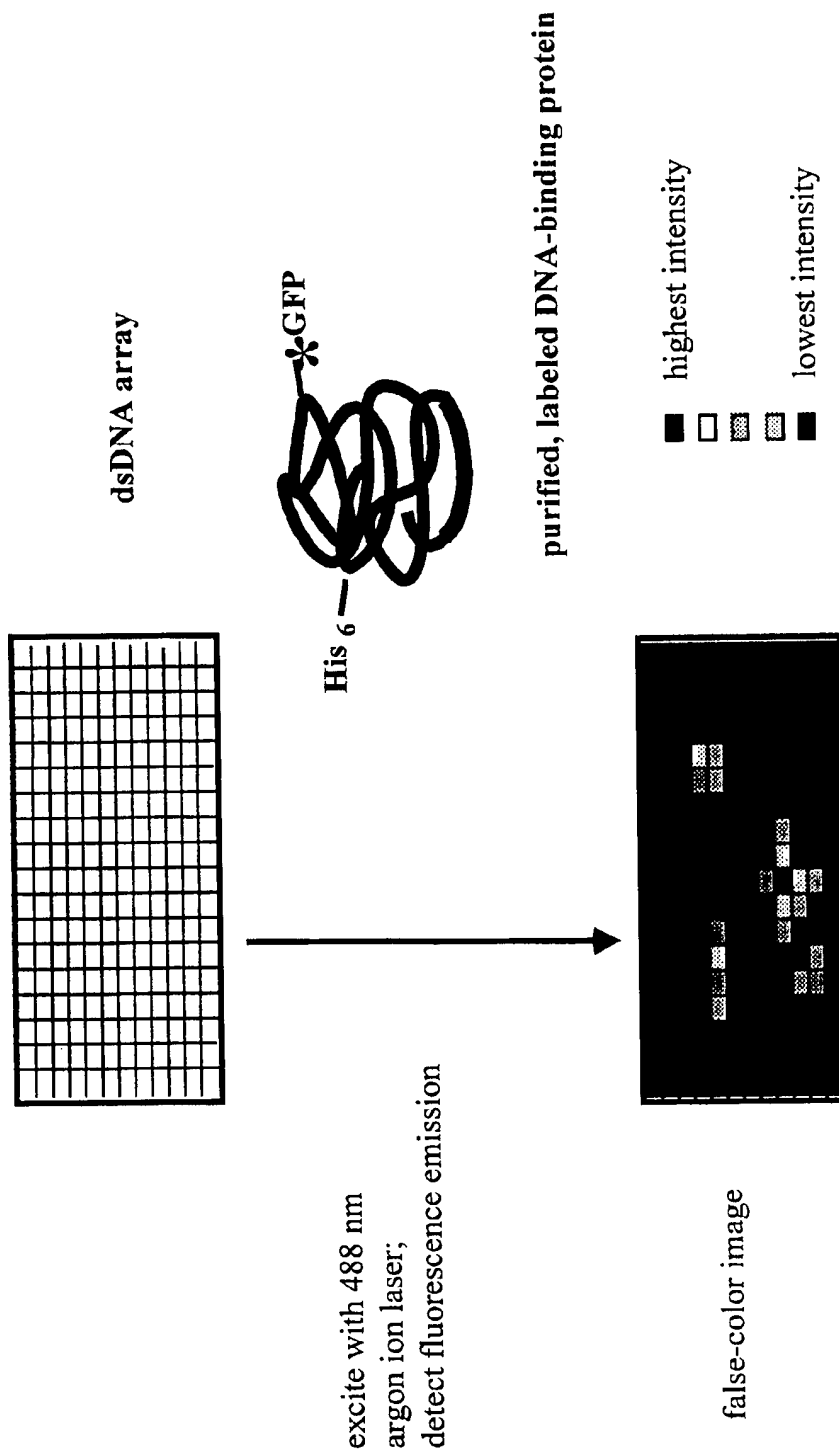 dsDNA array
His 6
GFP
purified, labeled DNA-binding protein
excite with 488 nm
argon ion laser;
detect fluorescence emission
false-color image
highest intensity
lowest intensity